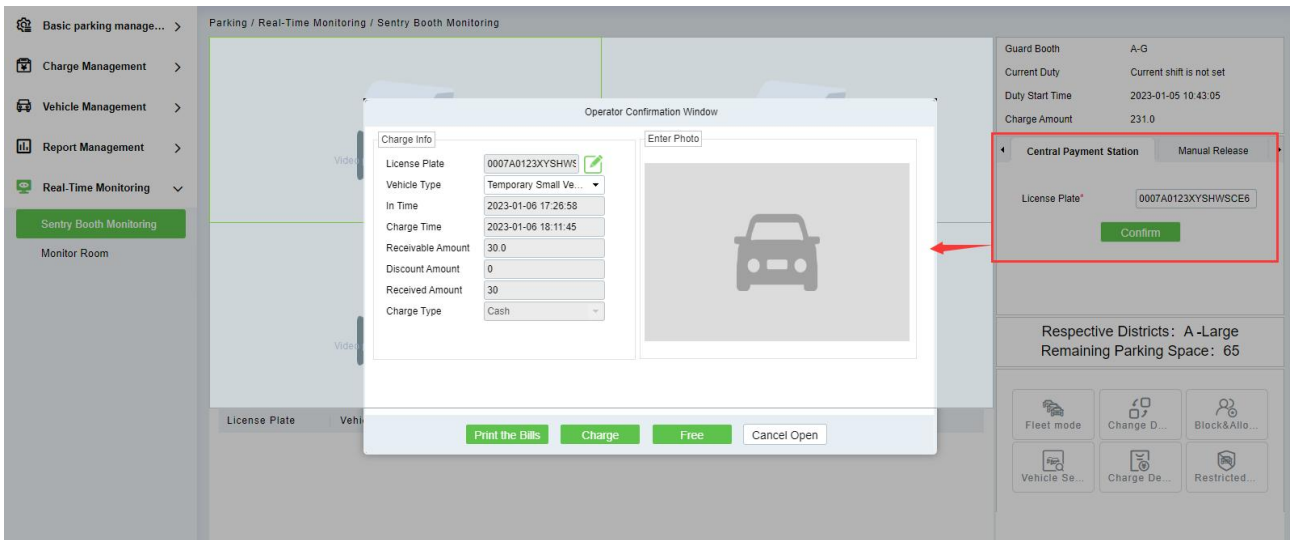 Basic parking manage...
Charge Management
Vehicle Management
Report Management
Real-Time Monitoring
Sentry Booth Monitoring
Monitor Room
Parking / Real-Time Monitoring / Sentry Booth Monitoring
Video
Video
License Plate
Vehi
Operator Confirmation Window
Charge Info
License Plate 0007A0123XYSHWS
Vehicle Type Temporary Small Ve...
In Time 2023-01-06 17:26:58
Charge Time 2023-01-06 18:11:45
Receivable Amount 30.0
Discount Amount 0
Received Amount 30
Charge Type Cash
Enter Photo
Print the Bills
Charge
Free
Cancel Open
Guard Booth A-G
Current Duty Current shift is not set
Duty Start Time 2023-01-05 10:43:05
Charge Amount 231.0
Central Payment Station
Manual Release
License Plate* 0007A0123XYSHWSCE6
Confirm
Respective Districts: A-Large
Remaining Parking Space: 65
Fleet mode
Change D...
Block&Allo...
Vehicle Se...
Charge De...
Restricted...